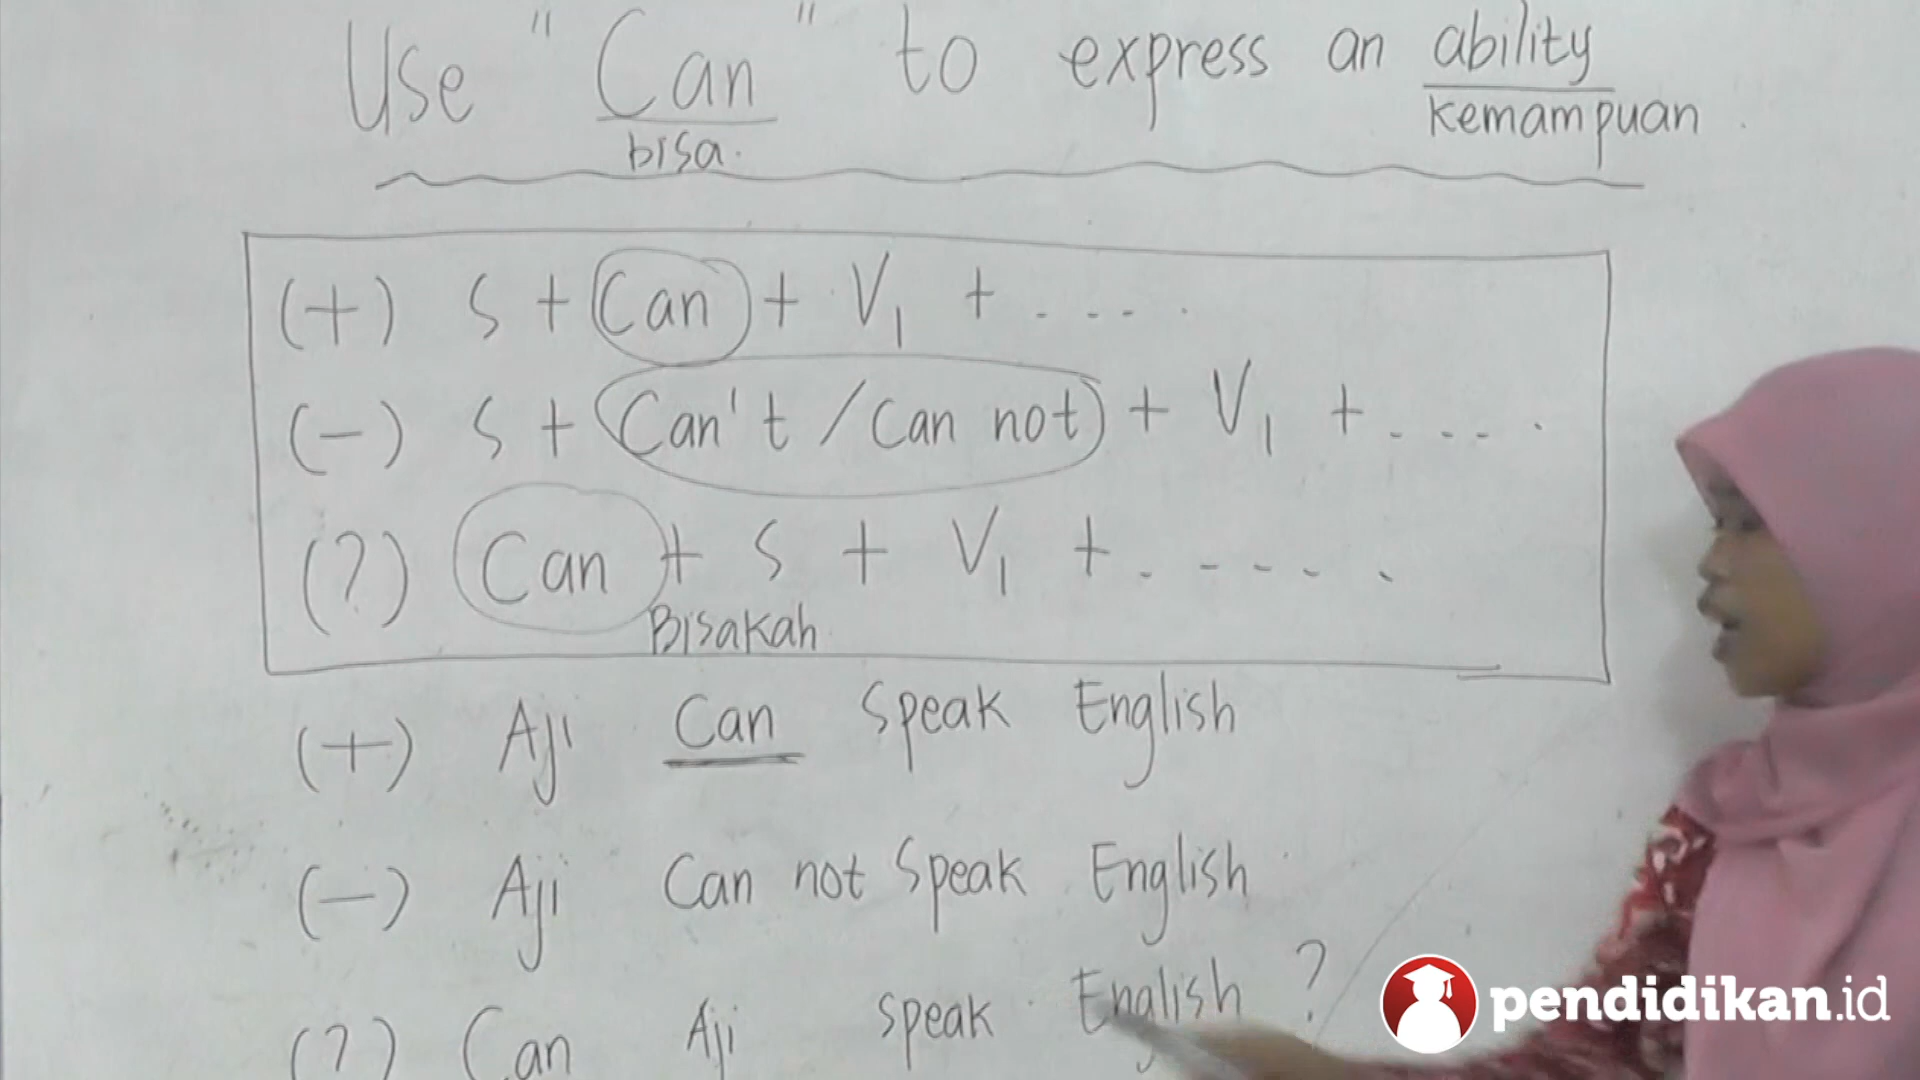 Use "Can" to express an ability
bisa. kemampuan
(+) S + Can + V1 + ....
(-) S + Can't / Can not + V1 + ....
(?) Can + S + V1 + .....
Bisakah
(+) Aji Can Speak English
(-) Aji Can not Speak English
(?) Can Aji speak English ?
pendidikan.id